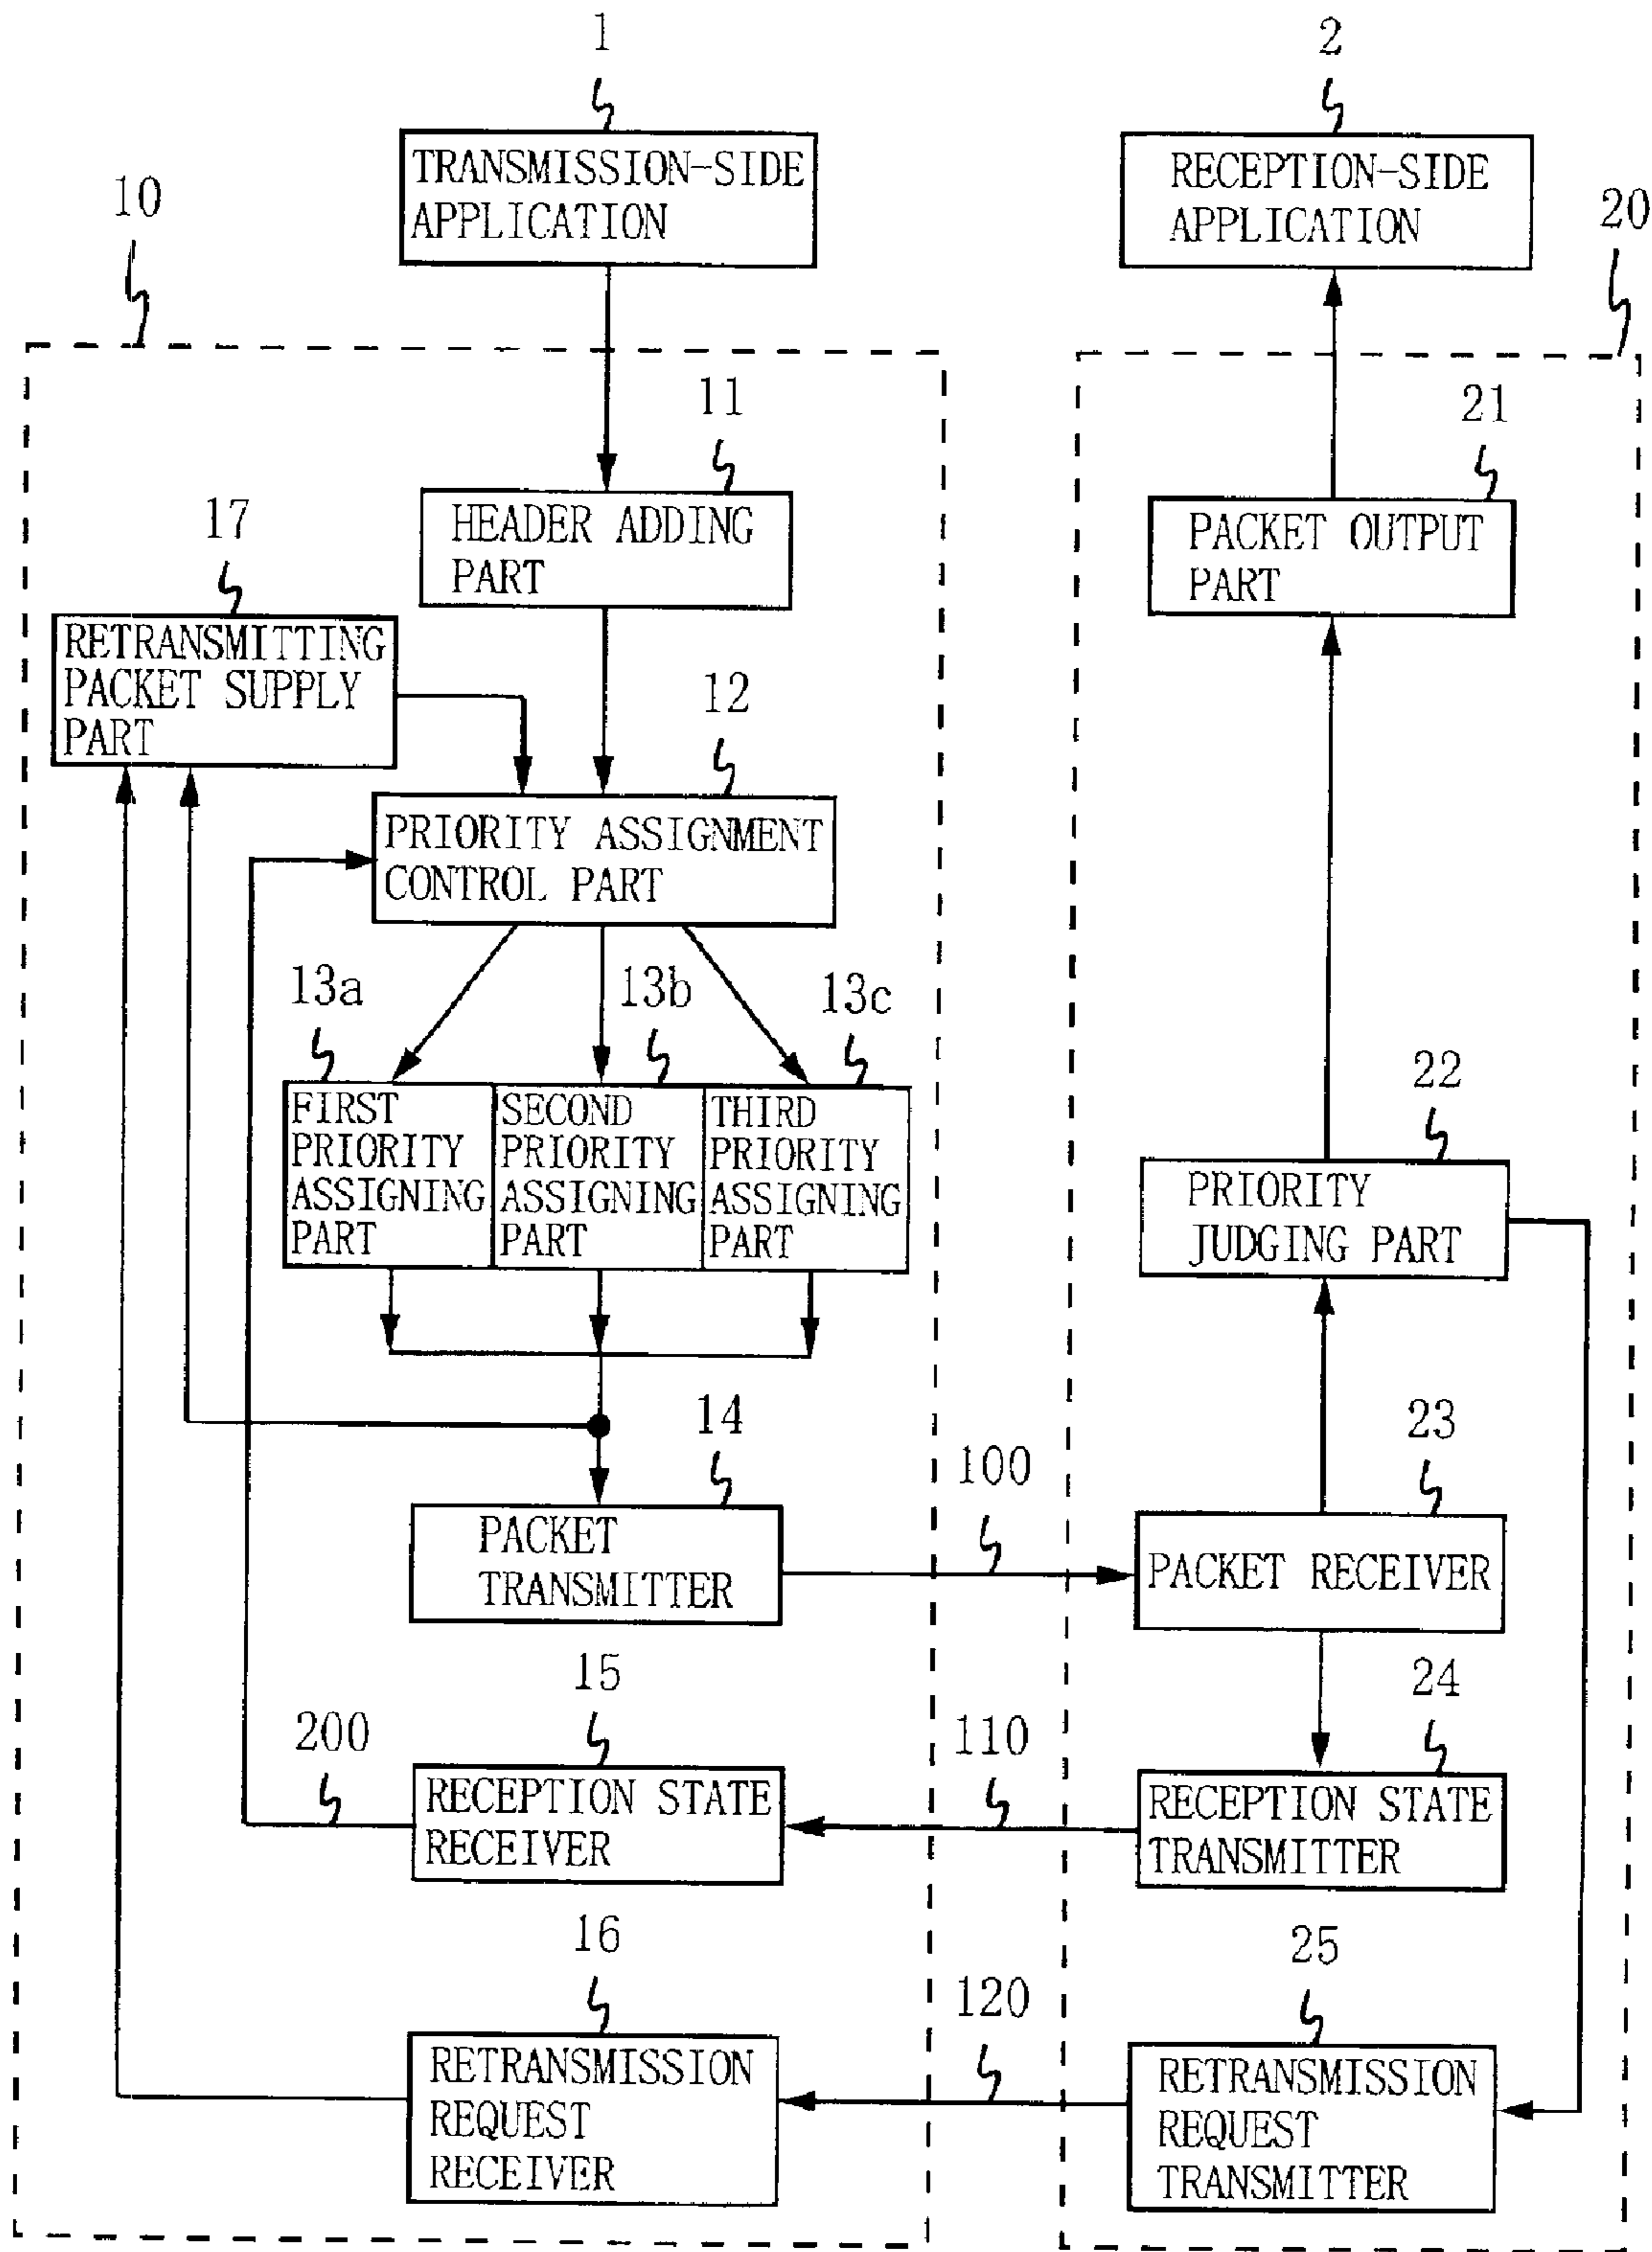 1
2
TRANSMISSION-SIDE
APPLICATION
RECEPTION-SIDE
APPLICATION
10
20
11
21
HEADER ADDING
PART
PACKET OUTPUT
PART
17
RETRANSMITTING
PACKET SUPPLY
PART
12
PRIORITY ASSIGNMENT
CONTROL PART
13a
13b
13c
FIRST
PRIORITY
ASSIGNING
PART
SECOND
PRIORITY
ASSIGNING
PART
THIRD
PRIORITY
ASSIGNING
PART
22
PRIORITY
JUDGING PART
14
100
23
PACKET
TRANSMITTER
PACKET RECEIVER
15
24
200
110
RECEPTION STATE
RECEIVER
RECEPTION STATE
TRANSMITTER
16
25
120
RETRANSMISSION
REQUEST
RECEIVER
RETRANSMISSION
REQUEST
TRANSMITTER